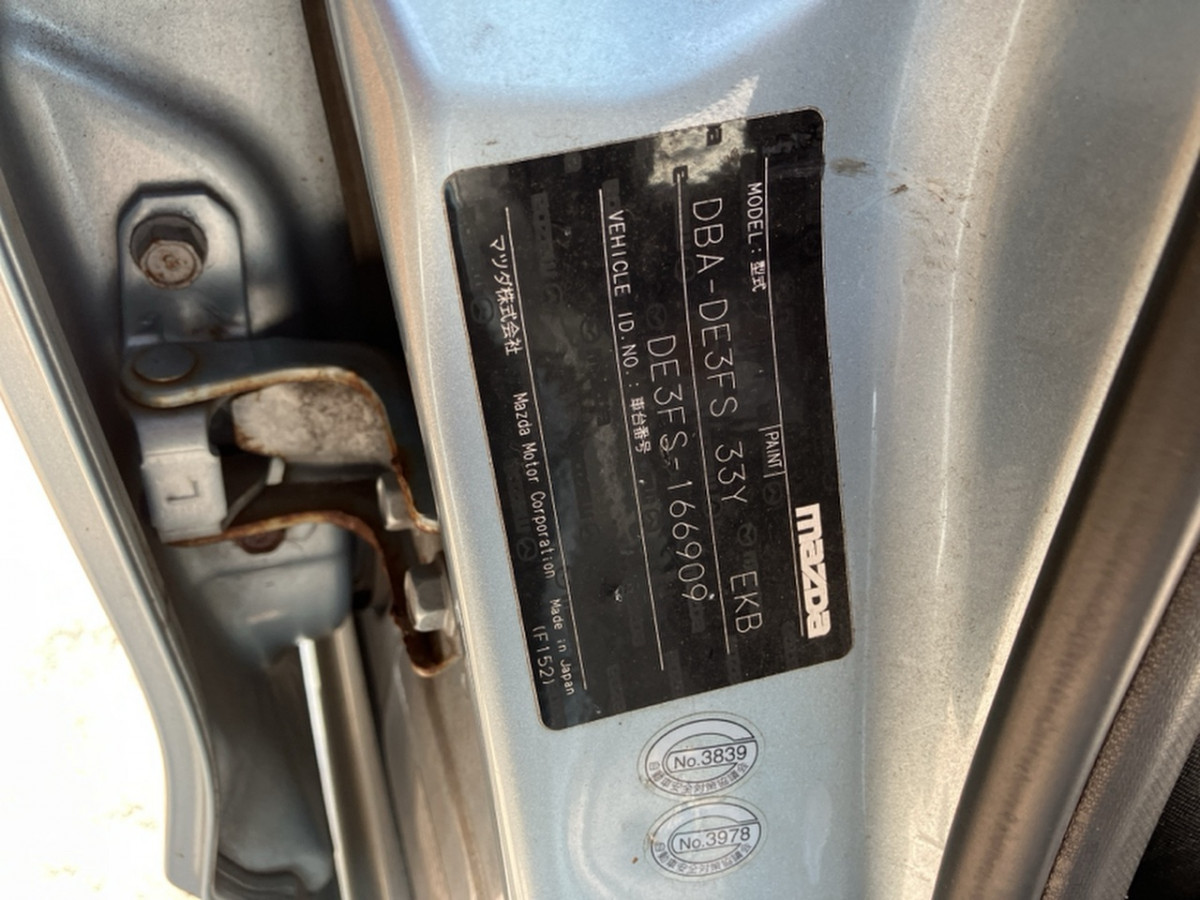 mazda
MODEL:型式 PAINT
DBA-DE3FS 33Y EKB
VEHICLE ID.NO.:車台番号
DE3FS-166909
マツダ株式会社 Mazda Motor Corporation Made in Japan
(F152)
No.3839
No.3978
L